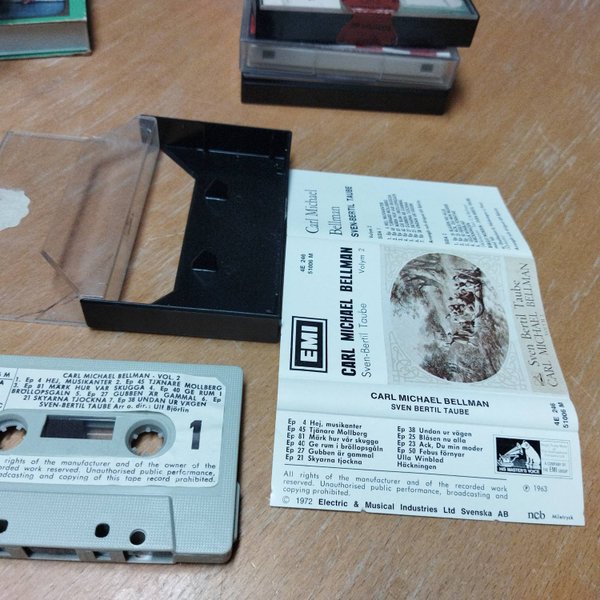 Carl Michael
Bellman
SVEN-BERTIL TAUBE
Volym 2
SIDA 1
EMI
4E 246
51006 M
CARL MICHAEL BELLMAN
Sven-Bertil Taube Volym 2
Sven Bertil Taube
CARL MICHAEL BELLMAN
CARL MICHAEL BELLMAN
SVEN BERTIL TAUBE
4E 246
51006 M
Ep 4 Hej, musikanter
Ep 45 Tjänare Mollberg
Ep 81 Märk hur vår skugga
Ep 40 Ge rum i bröllopsgåln
Ep 27 Gubben är gammal
Ep 21 Skyarna tjockna
Ep 38 Undan ur vägen
Ep 25 Blåsen nu alla
Ep 23 Ack, Du min moder
Ep 50 Febus förnyar
Ulla Winblad
Häckningen
HIS MASTER'S VOICE
All rights of the manufacturer and of the recorded work reserved. Unauthorised public performance, broadcasting and
copying prohibited.
℗ 1963
© 1972 Electric & Musical Industries Ltd Svenska AB
ncb
CARL MICHAEL BELLMAN - VOL. 2
1. Ep 4 HEJ, MUSIKANTER 2. Ep 45 TJÄNARE MOLLBERG
Ep 81 MÄRK HUR VÅR SKUGGA 4. Ep 40 GE RUM I
BRÖLLOPSGÅLN 5. Ep 27 GUBBEN ÄR GAMMAL 6. Ep
21 SKYARNA TJOCKNA 7. Ep 38 UNDAN UR VÄGEN
SVEN-BERTIL TAUBE Arr o. dir.: Ulf Björlin
1
rights of the manufacturer and of the owner of the
recorded work reserved. Unauthorised public performance,
broadcasting and copying of this tape record prohibited.